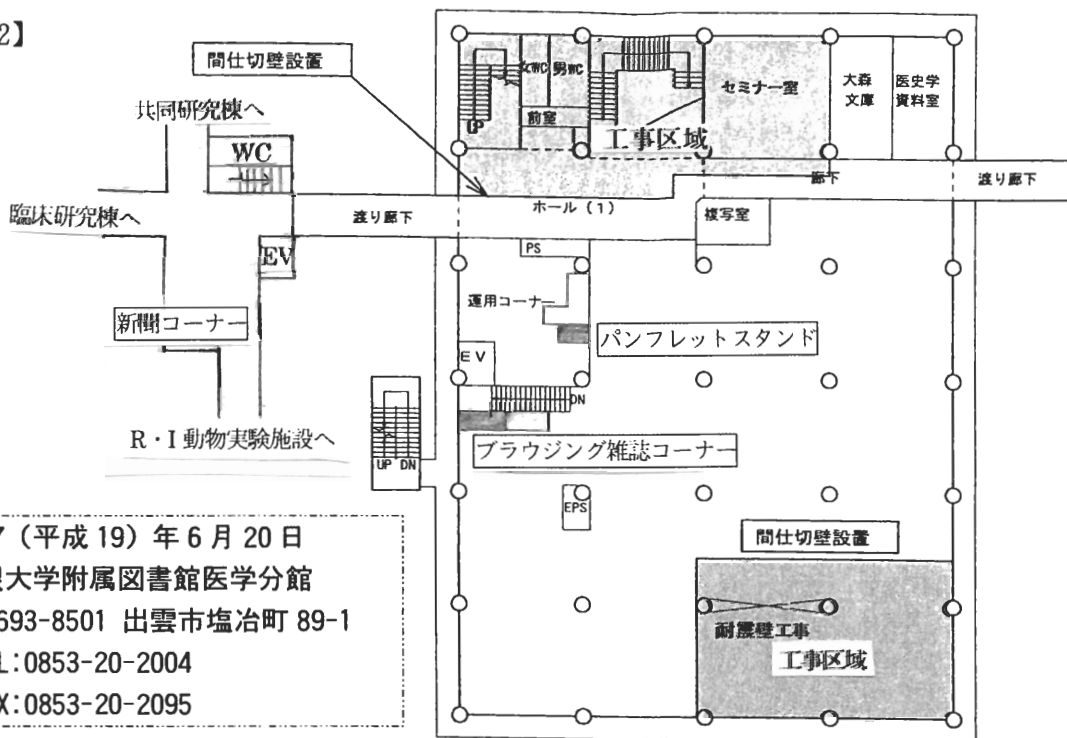 2】
間仕切壁設置
共同研究棟へ
WC
臨床研究棟へ
EV
新聞コーナー
R・I動物実験施設へ
UP DN
女WC 男WC
前室
UP
工事区域
セミナー室
大森
文庫
医史学
資料室
渡り廊下
ホール(1)
廊下
渡り廊下
複写室
PS
運用コーナー
パンフレットスタンド
EV
DN
ブラウジング雑誌コーナー
EPS
間仕切壁設置
耐震壁工事
工事区域
(平成19)年6月20日
大学附属図書館医学分館
693-8501 出雲市塩冶町 89-1
L:0853-20-2004
X:0853-20-2095